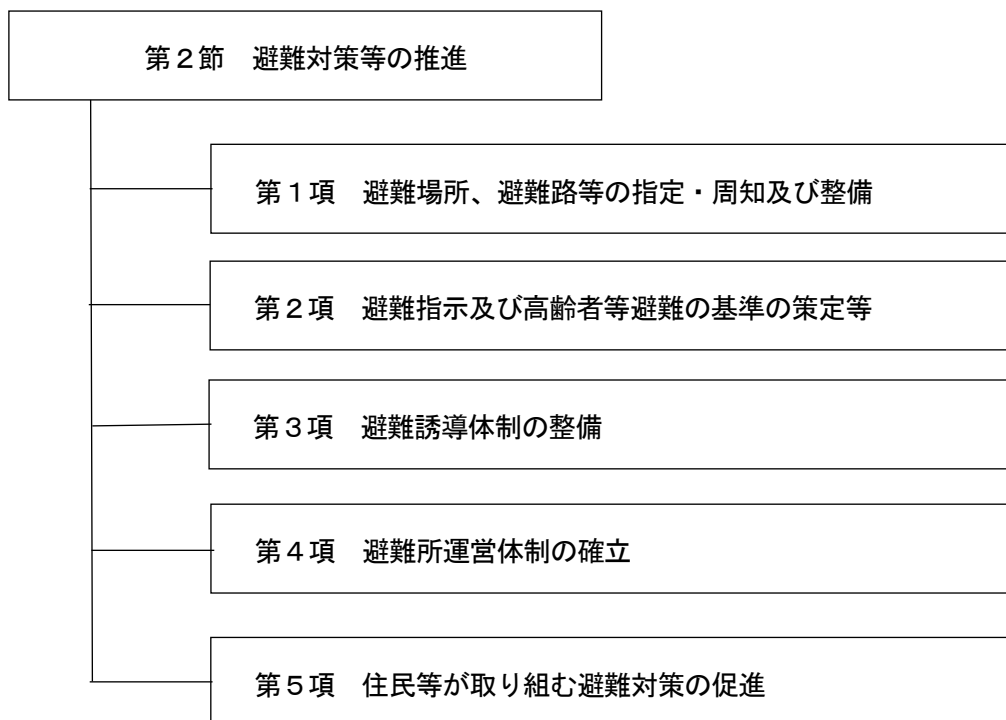 第２節　避難対策等の推進
第１項　避難場所、避難路等の指定・周知及び整備
第２項　避難指示及び高齢者等避難の基準の策定等
第３項　避難誘導体制の整備
第４項　避難所運営体制の確立
第５項　住民等が取り組む避難対策の促進